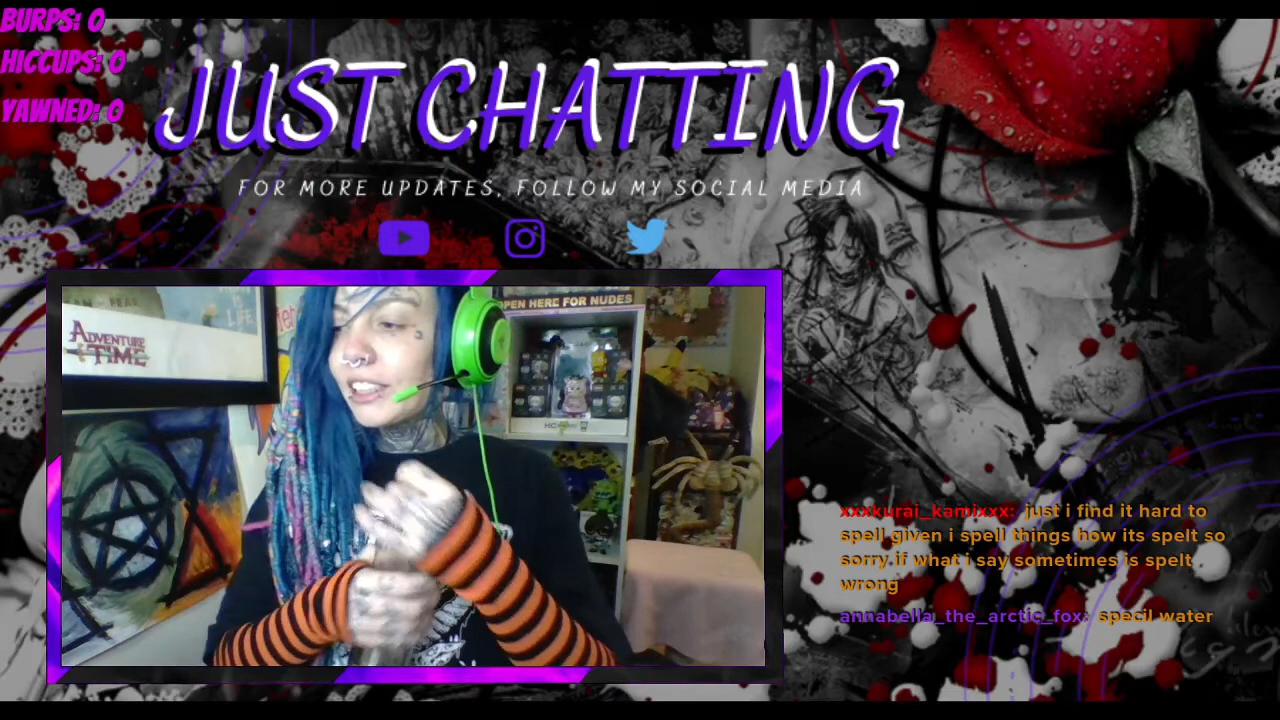 BURPS: 0
HICCUPS: 0
YAWNED: 0
JUST CHATTING
FOR MORE UPDATES, FOLLOW MY SOCIAL MEDIA
OPEN HERE FOR NUDES
LIFE
ADVENTURE
TIME
xxxkurai_kamixxx: just i find it hard to
spell given i spell things how its spelt so
sorry if what i say sometimes is spelt
wrong
annabella_the_arctic_fox: specil water